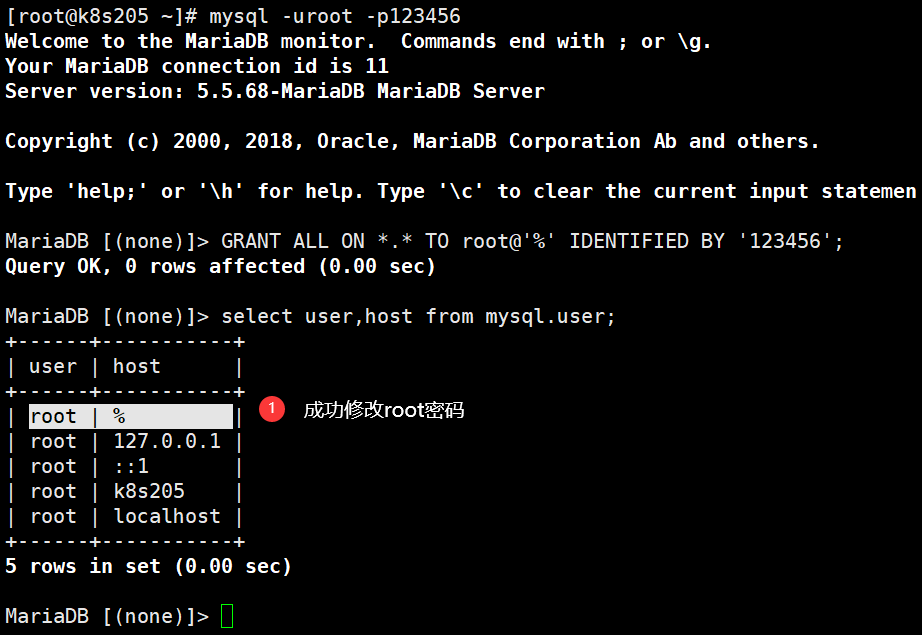 [root@k8s205 ~]# mysql -uroot -p123456
Welcome to the MariaDB monitor.  Commands end with ; or \g.
Your MariaDB connection id is 11
Server version: 5.5.68-MariaDB MariaDB Server
Copyright (c) 2000, 2018, Oracle, MariaDB Corporation Ab and others.
Type 'help;' or '\h' for help. Type '\c' to clear the current input statemen
MariaDB [(none)]> GRANT ALL ON *.* TO root@'%' IDENTIFIED BY '123456';
Query OK, 0 rows affected (0.00 sec)
MariaDB [(none)]> select user,host from mysql.user;
+------+-----------+
| user | host      |
+------+-----------+
| root | %         | 1 成功修改root密码
| root | 127.0.0.1 |
| root | ::1       |
| root | k8s205    |
| root | localhost |
+------+-----------+
5 rows in set (0.00 sec)
MariaDB [(none)]>